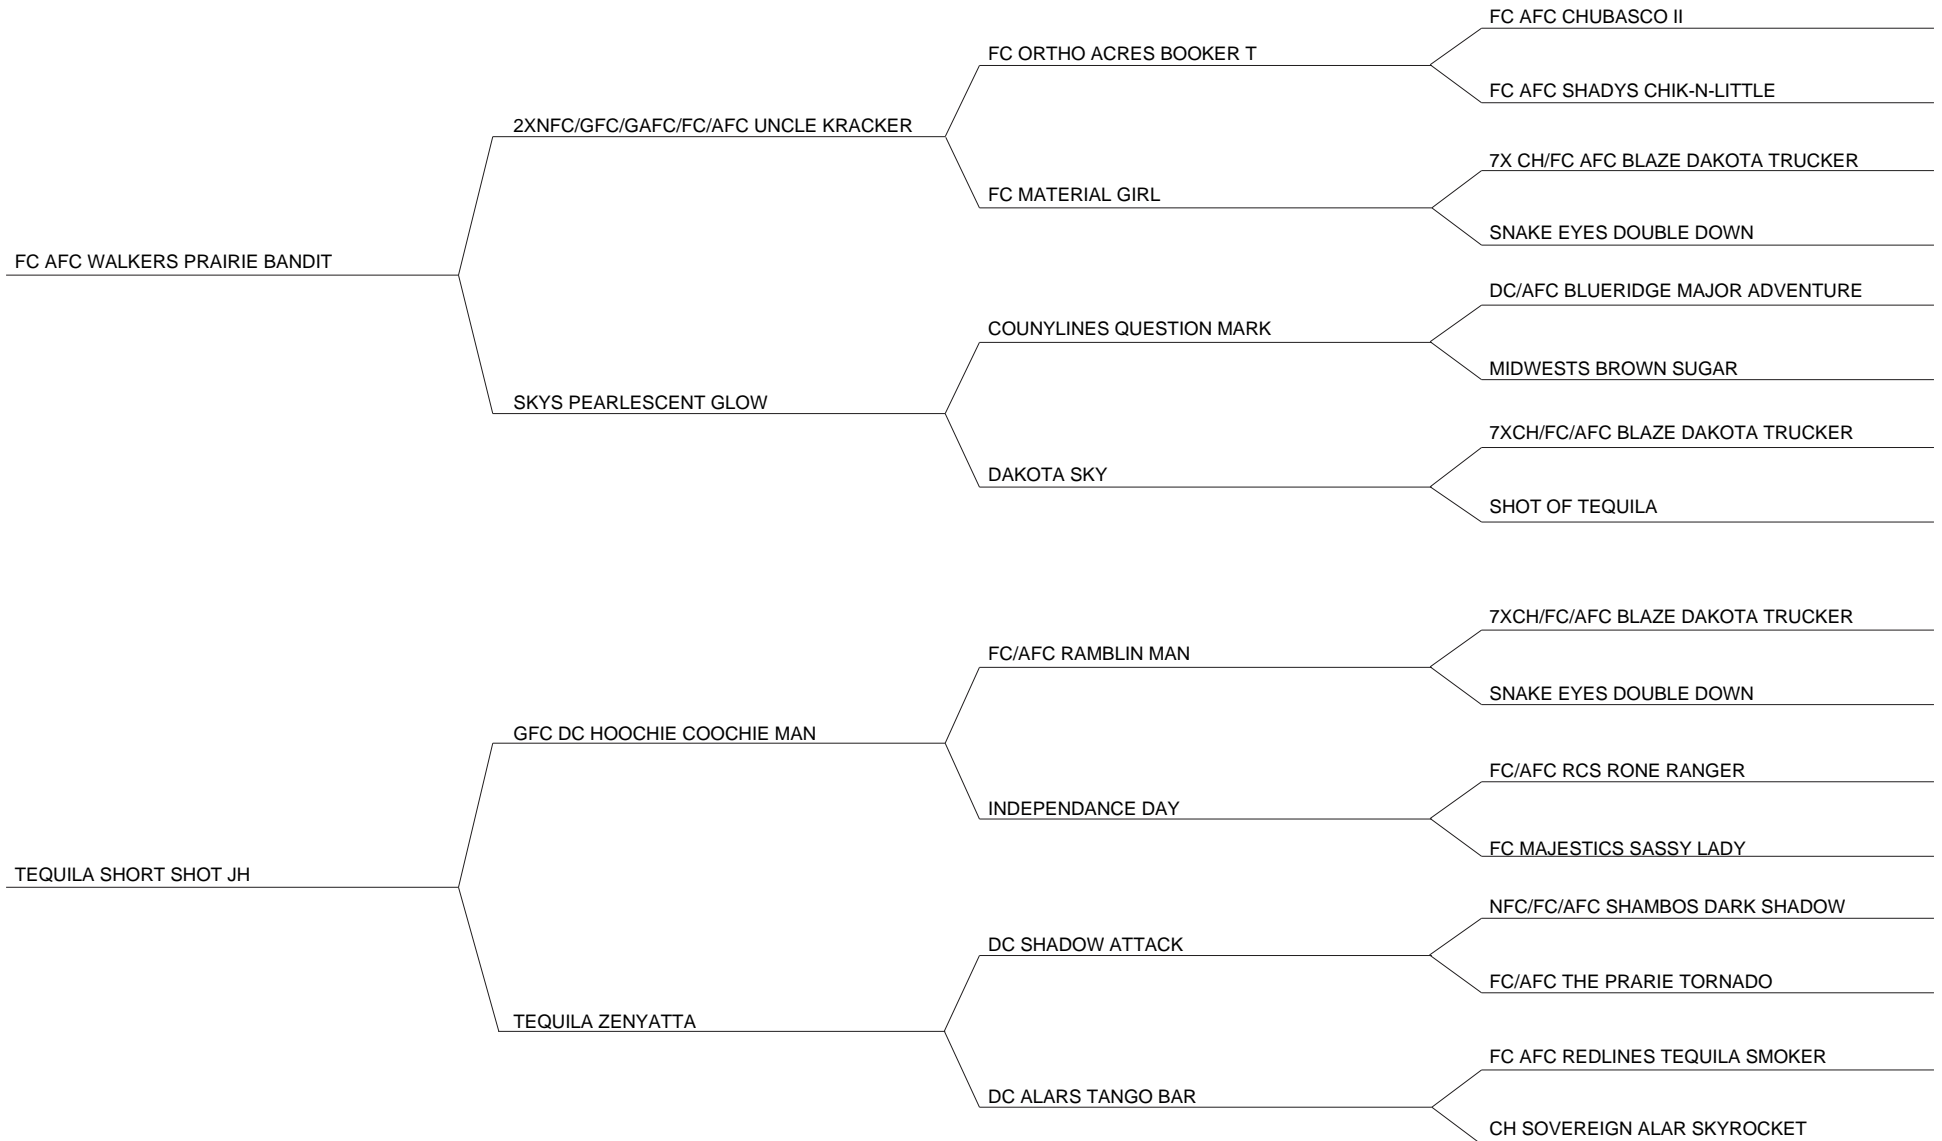 FC AFC CHUBASCO II
FC ORTHO ACRES BOOKER T
FC AFC SHADYS CHIK-N-LITTLE
2XNFC/GFC/GAFC/FC/AFC UNCLE KRACKER
7X CH/FC AFC BLAZE DAKOTA TRUCKER
FC MATERIAL GIRL
SNAKE EYES DOUBLE DOWN
FC AFC WALKERS PRAIRIE BANDIT
DC/AFC BLUERIDGE MAJOR ADVENTURE
COUNYLINES QUESTION MARK
MIDWESTS BROWN SUGAR
SKYS PEARLESCENT GLOW
7XCH/FC/AFC BLAZE DAKOTA TRUCKER
DAKOTA SKY
SHOT OF TEQUILA
7XCH/FC/AFC BLAZE DAKOTA TRUCKER
FC/AFC RAMBLIN MAN
SNAKE EYES DOUBLE DOWN
GFC DC HOOCHIE COOCHIE MAN
FC/AFC RCS RONE RANGER
INDEPENDANCE DAY
FC MAJESTICS SASSY LADY
TEQUILA SHORT SHOT JH
NFC/FC/AFC SHAMBOS DARK SHADOW
DC SHADOW ATTACK
FC/AFC THE PRARIE TORNADO
TEQUILA ZENYATTA
FC AFC REDLINES TEQUILA SMOKER
DC ALARS TANGO BAR
CH SOVEREIGN ALAR SKYROCKET